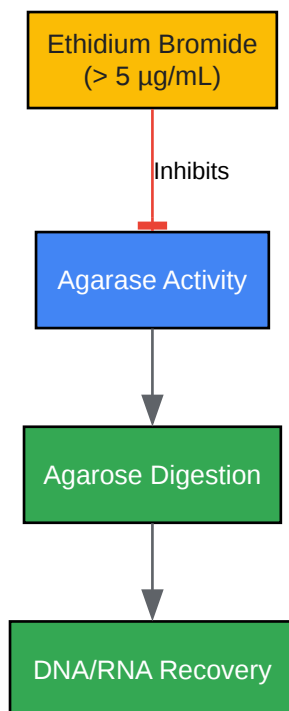 Ethidium Bromide
(> 5 µg/mL)
Inhibits
Agarase Activity
Agarose Digestion
DNA/RNA Recovery